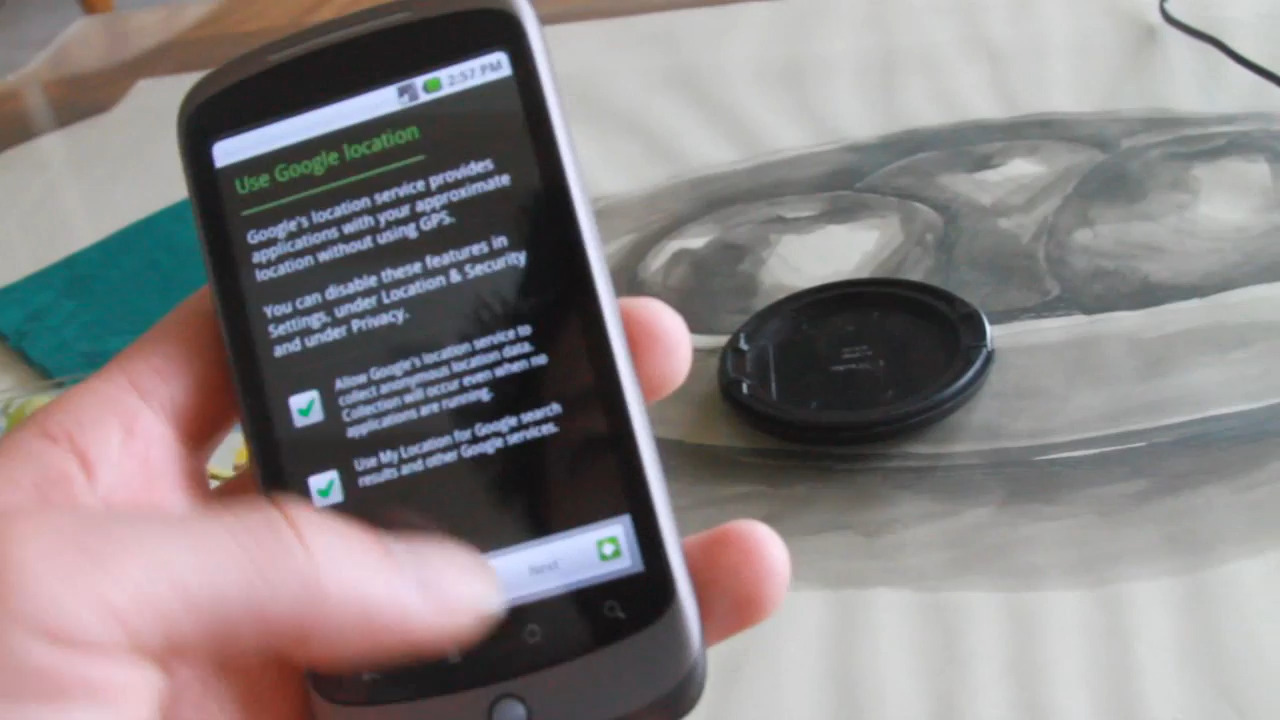 2:57 PM
Use Google location
Google's location service provides
applications with your approximate
location without using GPS.
You can disable these features in
Settings, under Location & Security
and under Privacy.
Allow Google's location service to
collect anonymous location data.
Collection will occur even when no
applications are running.
Use My Location for Google search
results and other Google services.
Next